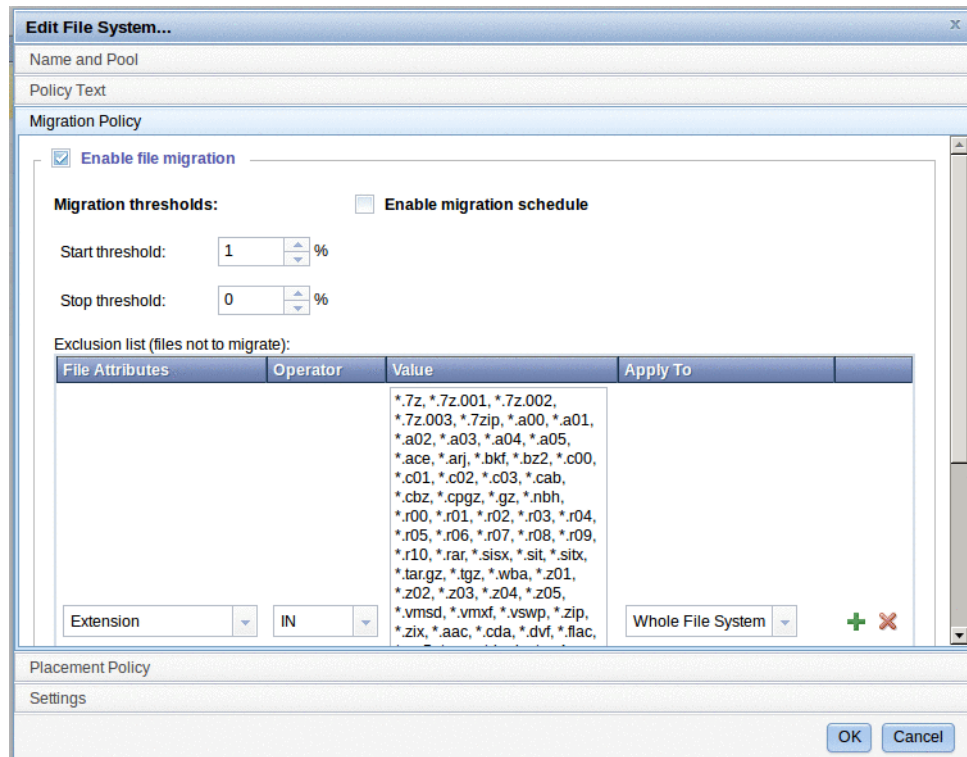 Edit File System...
x
Name and Pool
Policy Text
Migration Policy
Enable file migration
Migration thresholds:
Enable migration schedule
Start threshold: 1 %
Stop threshold: 0 %
Exclusion list (files not to migrate):
File Attributes Operator Value Apply To
*.7z, *.7z.001, *.7z.002,
*.7z.003, *.7zip, *.a00, *.a01,
*.a02, *.a03, *.a04, *.a05,
*.ace, *.arj, *.bkf, *.bz2, *.c00,
*.c01, *.c02, *.c03, *.cab,
*.cbz, *.cpgz, *.gz, *.nbh,
*.r00, *.r01, *.r02, *.r03, *.r04,
*.r05, *.r06, *.r07, *.r08, *.r09,
*.r10, *.rar, *.sisx, *.sit, *.sitx,
*.tar.gz, *.tgz, *.wba, *.z01,
*.z02, *.z03, *.z04, *.z05,
*.vmsd, *.vmxf, *.vswp, *.zip,
*.zix, *.aac, *.cda, *.dvf, *.flac,
Extension IN Whole File System
Placement Policy
Settings
OK Cancel